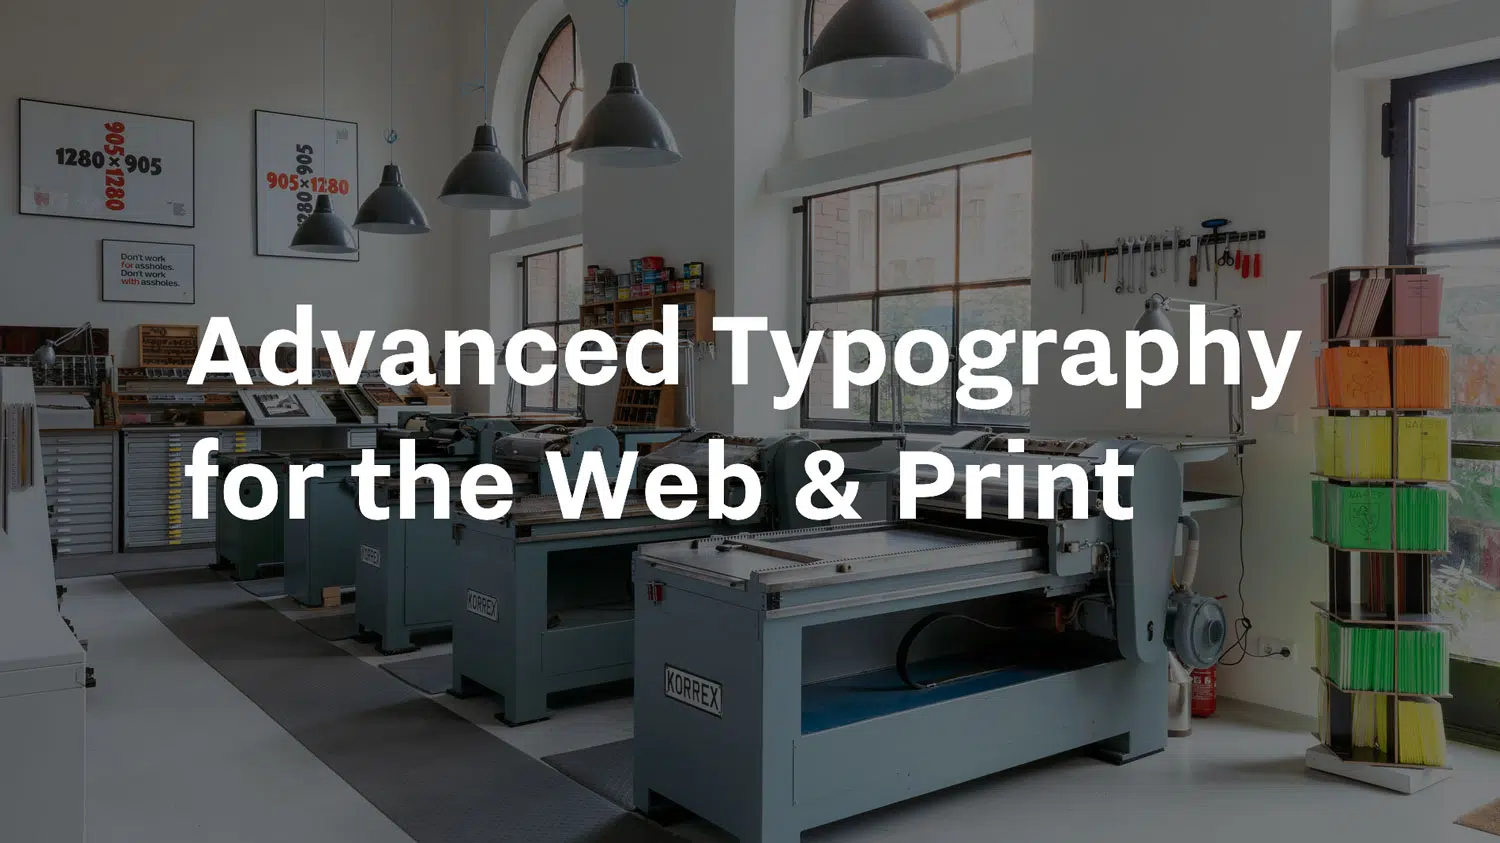 905×1280
1280×905
1280×905
905×1280
Don't work
for assholes.
Don't work
with assholes.
Advanced Typography
for the Web & Print
KORREX
KORREX
KORREX